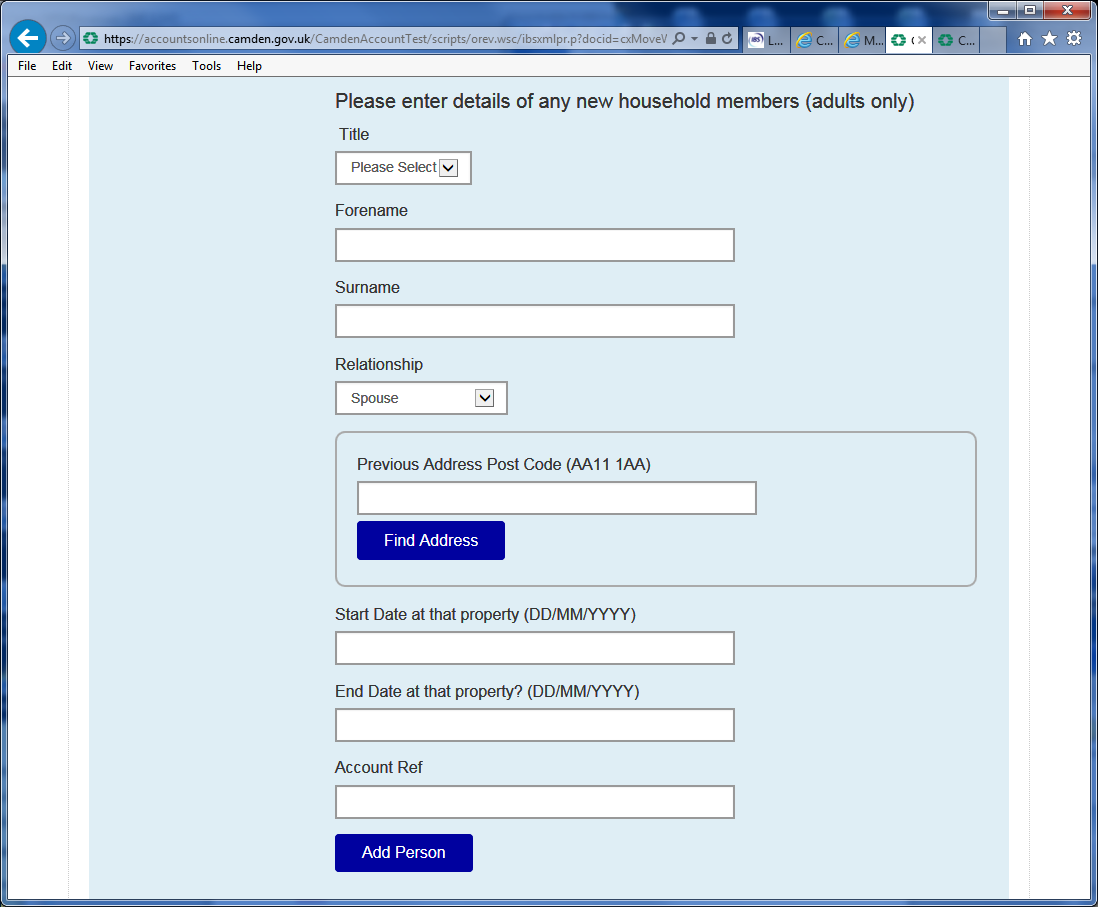 https://accountsonline.camden.gov.uk/CamdenAccountTest/scripts/orev.wsc/ibsxmlpr.p?docid=cxMoveW
L...
C...
M...
C...
File Edit View Favorites Tools Help
Please enter details of any new household members (adults only)
Title
Please Select
Forename
Surname
Relationship
Spouse
Previous Address Post Code (AA11 1AA)
Find Address
Start Date at that property (DD/MM/YYYY)
End Date at that property? (DD/MM/YYYY)
Account Ref
Add Person